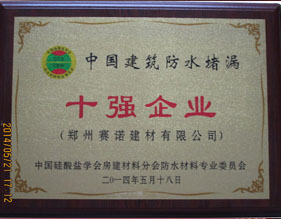 中国建筑防水堵漏
十强企业
(郑州赛诺建材有限公司)
中国硅酸盐学会房建材料分会防水材料专业委员会
二○一四年五月十八日
2014/05/21 17:12